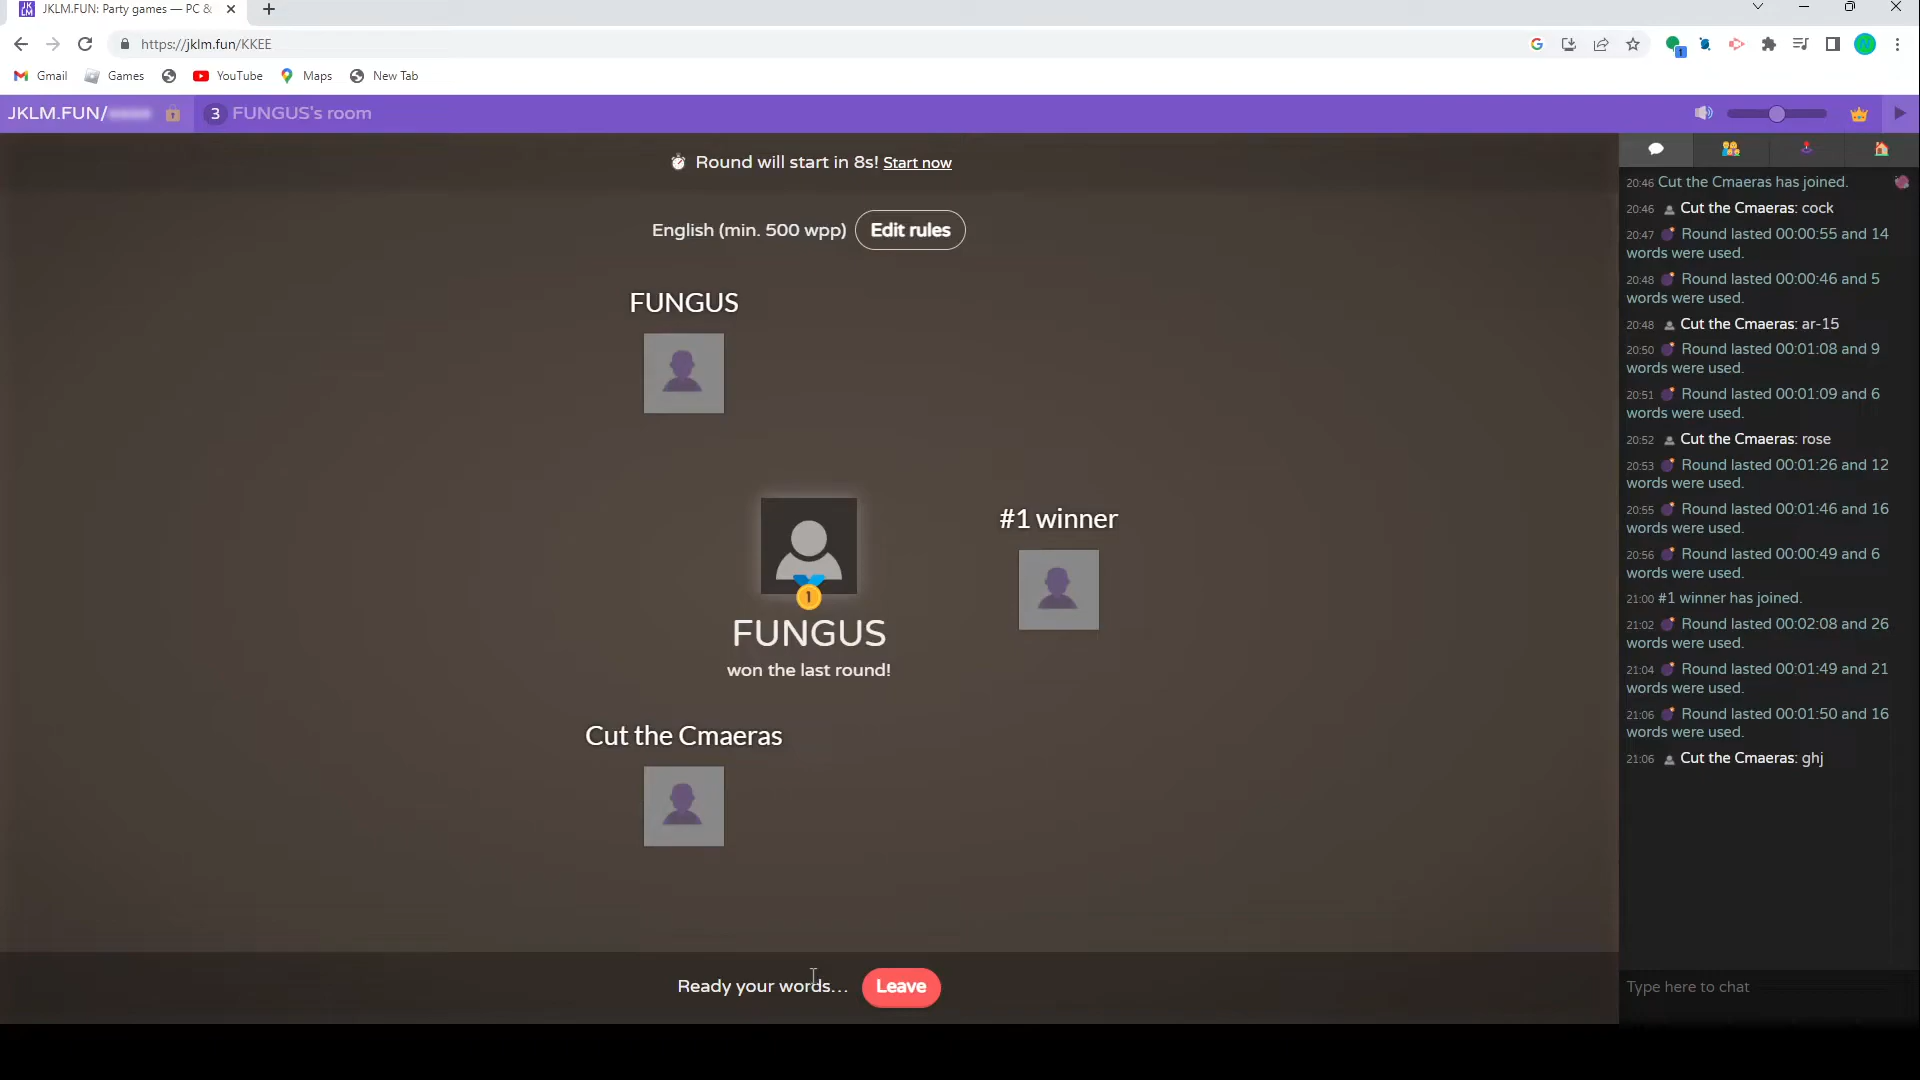 JKLM.FUN: Party games — PC &
https://jklm.fun/KKEE
1
Gmail
Games
YouTube
Maps
New Tab
JKLM.FUN/
3 FUNGUS's room
Round will start in 8s! Start now
English (min. 500 wpp) Edit rules
FUNGUS
#1 winner
1
FUNGUS
won the last round!
Cut the Cmaeras
Ready your words… Leave
20:46 Cut the Cmaeras has joined.
20:46 Cut the Cmaeras: cock
20:47 Round lasted 00:00:55 and 14
words were used.
20:48 Round lasted 00:00:46 and 5
words were used.
20:48 Cut the Cmaeras: ar-15
20:50 Round lasted 00:01:08 and 9
words were used.
20:51 Round lasted 00:01:09 and 6
words were used.
20:52 Cut the Cmaeras: rose
20:53 Round lasted 00:01:26 and 12
words were used.
20:55 Round lasted 00:01:46 and 16
words were used.
20:56 Round lasted 00:00:49 and 6
words were used.
21:00 #1 winner has joined.
21:02 Round lasted 00:02:08 and 26
words were used.
21:04 Round lasted 00:01:49 and 21
words were used.
21:06 Round lasted 00:01:50 and 16
words were used.
21:06 Cut the Cmaeras: ghj
Type here to chat